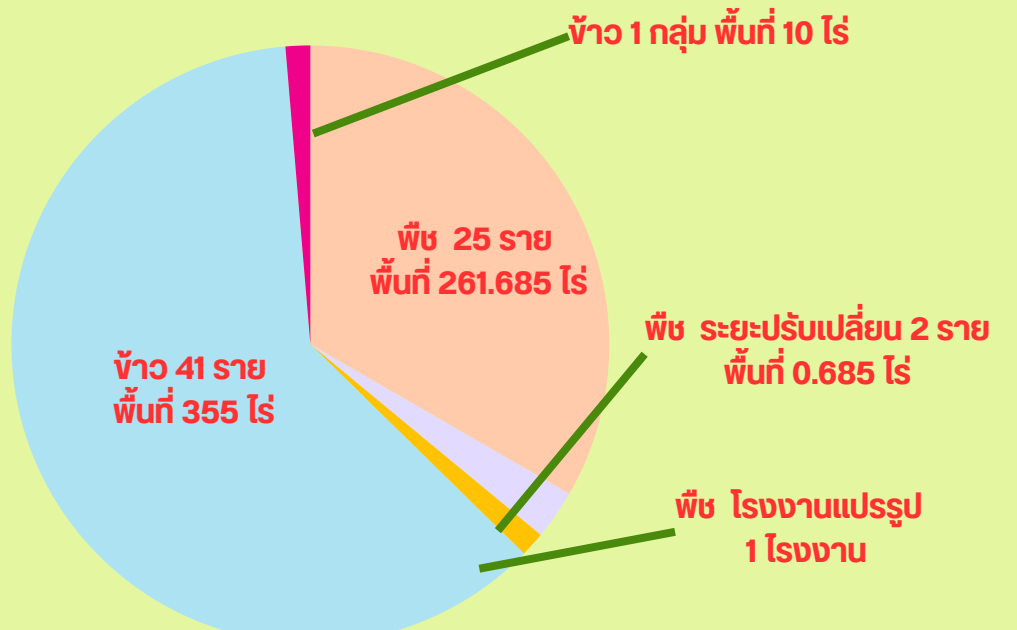 ข้าว 1 กลุ่ม พื้นที่ 10 ไร่
พืช 25 ราย
พื้นที่ 261.685 ไร่
พืช ระยะปรับเปลี่ยน 2 ราย
พื้นที่ 0.685 ไร่
ข้าว 41 ราย
พื้นที่ 355 ไร่
พืช โรงงานแปรรูป
1 โรงงาน